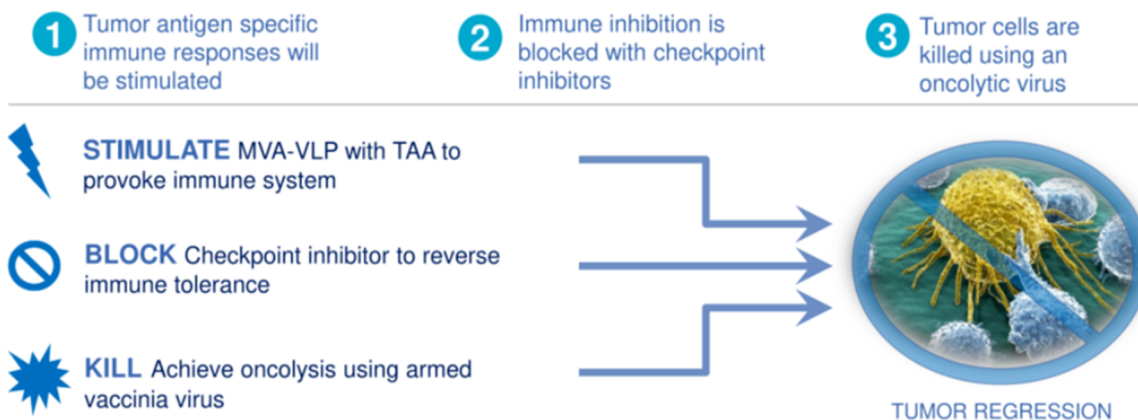 1 Tumor antigen specific
immune responses will
be stimulated
2 Immune inhibition is
blocked with checkpoint
inhibitors
3 Tumor cells are
killed using an
oncolytic virus
STIMULATE MVA-VLP with TAA to
provoke immune system
BLOCK Checkpoint inhibitor to reverse
immune tolerance
KILL Achieve oncolysis using armed
vaccinia virus
TUMOR REGRESSION